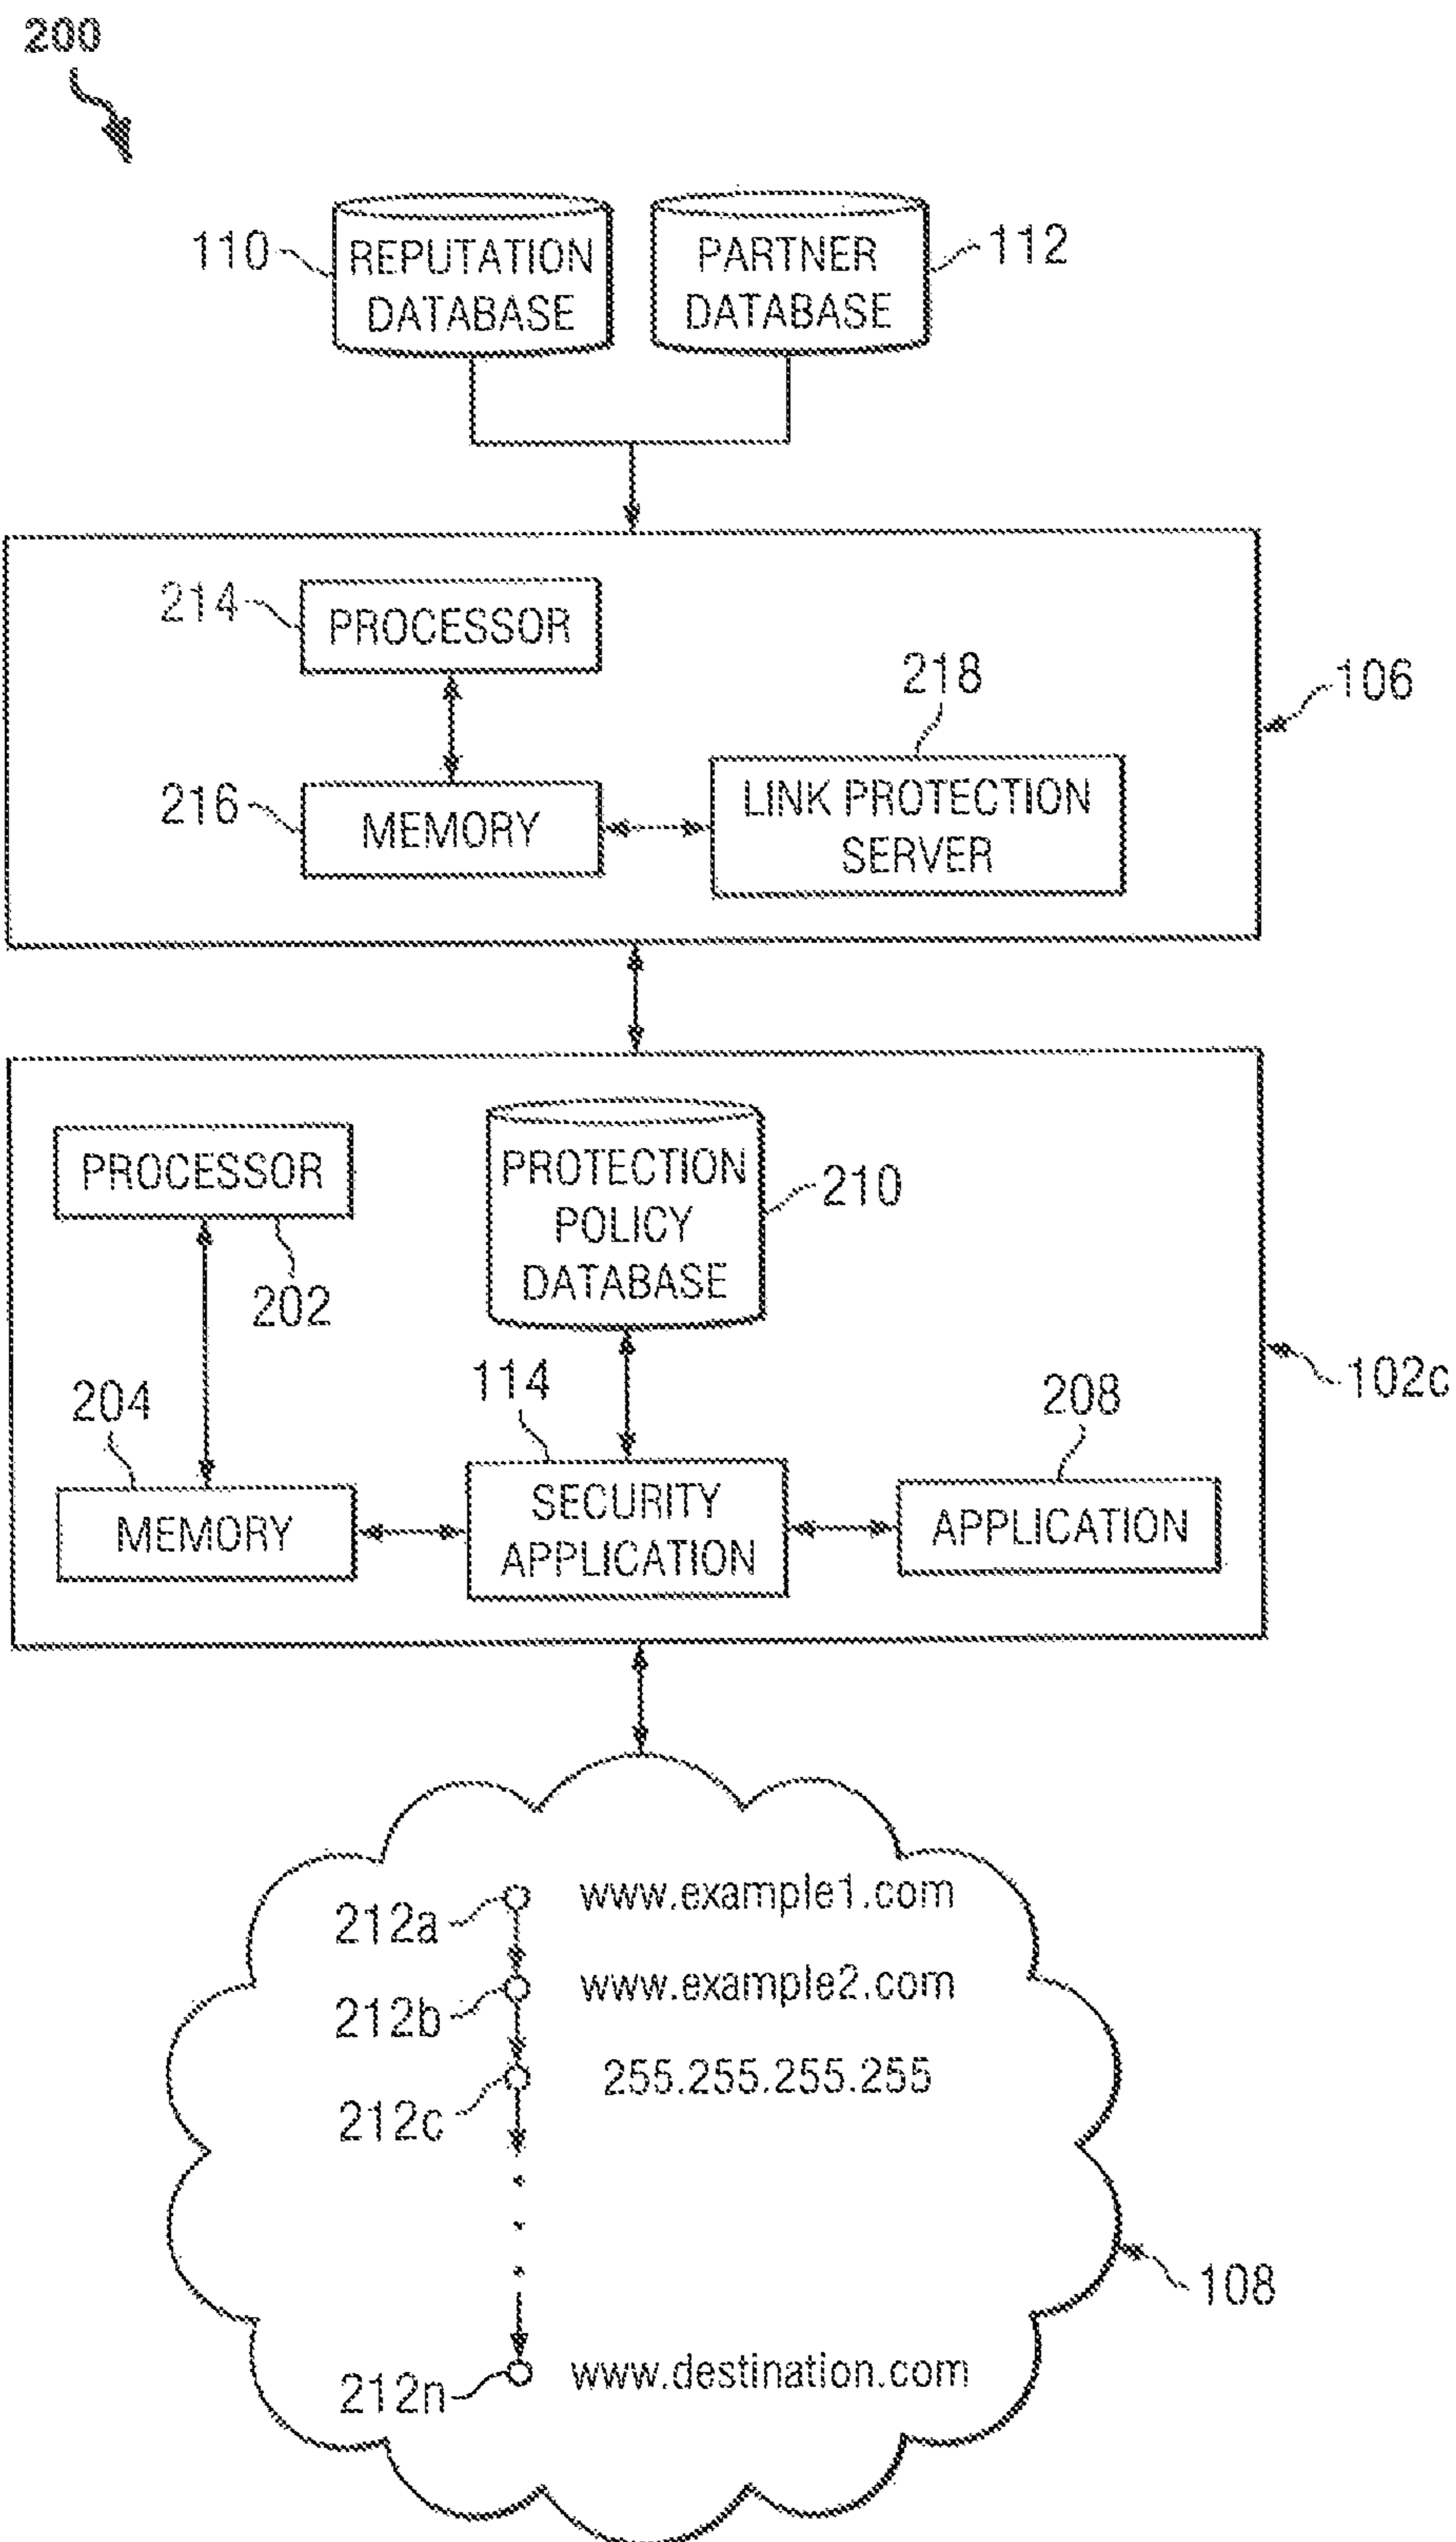 200
110
REPUTATION
DATABASE
PARTNER
DATABASE
112
214
PROCESSOR
218
106
216
MEMORY
LINK PROTECTION
SERVER
PROCESSOR
202
PROTECTION
POLICY
DATABASE
210
102c
204
114
208
MEMORY
SECURITY
APPLICATION
APPLICATION
212a
www.example1.com
212b
www.example2.com
212c
255.255.255.255
108
212n
www.destination.com